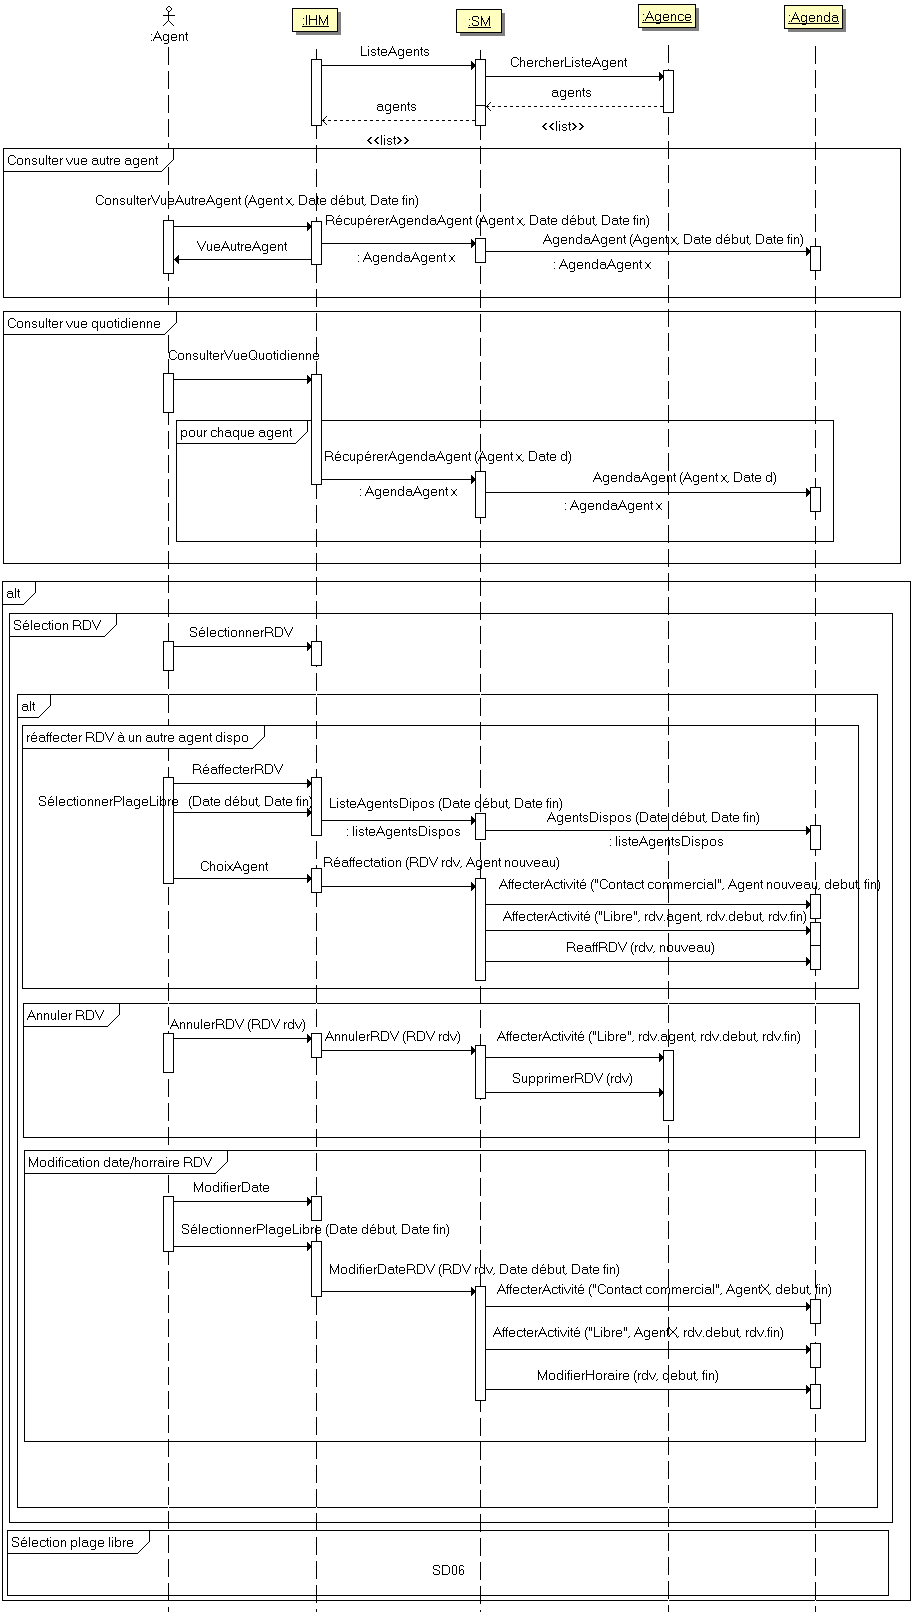 :Agent
:IHM
:SM
:Agence
:Agenda
ListeAgents
ChercherListeAgent
agents
agents
<<list>>
<<list>>
Consulter vue autre agent
ConsulterVueAutreAgent (Agent x, Date début, Date fin)
RécupérerAgendaAgent (Agent x, Date début, Date fin)
VueAutreAgent
AgendaAgent (Agent x, Date début, Date fin)
: AgendaAgent x
: AgendaAgent x
Consulter vue quotidienne
ConsulterVueQuotidienne
pour chaque agent
RécupérerAgendaAgent (Agent x, Date d)
AgendaAgent (Agent x, Date d)
: AgendaAgent x
: AgendaAgent x
alt
Sélection RDV
SélectionnerRDV
alt
réaffecter RDV à un autre agent dispo
RéaffecterRDV
SélectionnerPlageLibre (Date début, Date fin)
ListeAgentsDipos (Date début, Date fin)
AgentsDispos (Date début, Date fin)
: listeAgentsDispos
: listeAgentsDispos
ChoixAgent
Réaffectation (RDV rdv, Agent nouveau)
AffecterActivité ("Contact commercial", Agent nouveau, debut, fin)
AffecterActivité ("Libre", rdv.agent, rdv.debut, rdv.fin)
ReaffRDV (rdv, nouveau)
Annuler RDV
AnnulerRDV (RDV rdv)
AnnulerRDV (RDV rdv)
AffecterActivité ("Libre", rdv.agent, rdv.debut, rdv.fin)
SupprimerRDV (rdv)
Modification date/horraire RDV
ModifierDate
SélectionnerPlageLibre (Date début, Date fin)
ModifierDateRDV (RDV rdv, Date début, Date fin)
AffecterActivité ("Contact commercial", AgentX, debut, fin)
AffecterActivité ("Libre", AgentX, rdv.debut, rdv.fin)
ModifierHoraire (rdv, debut, fin)
Sélection plage libre
SD06